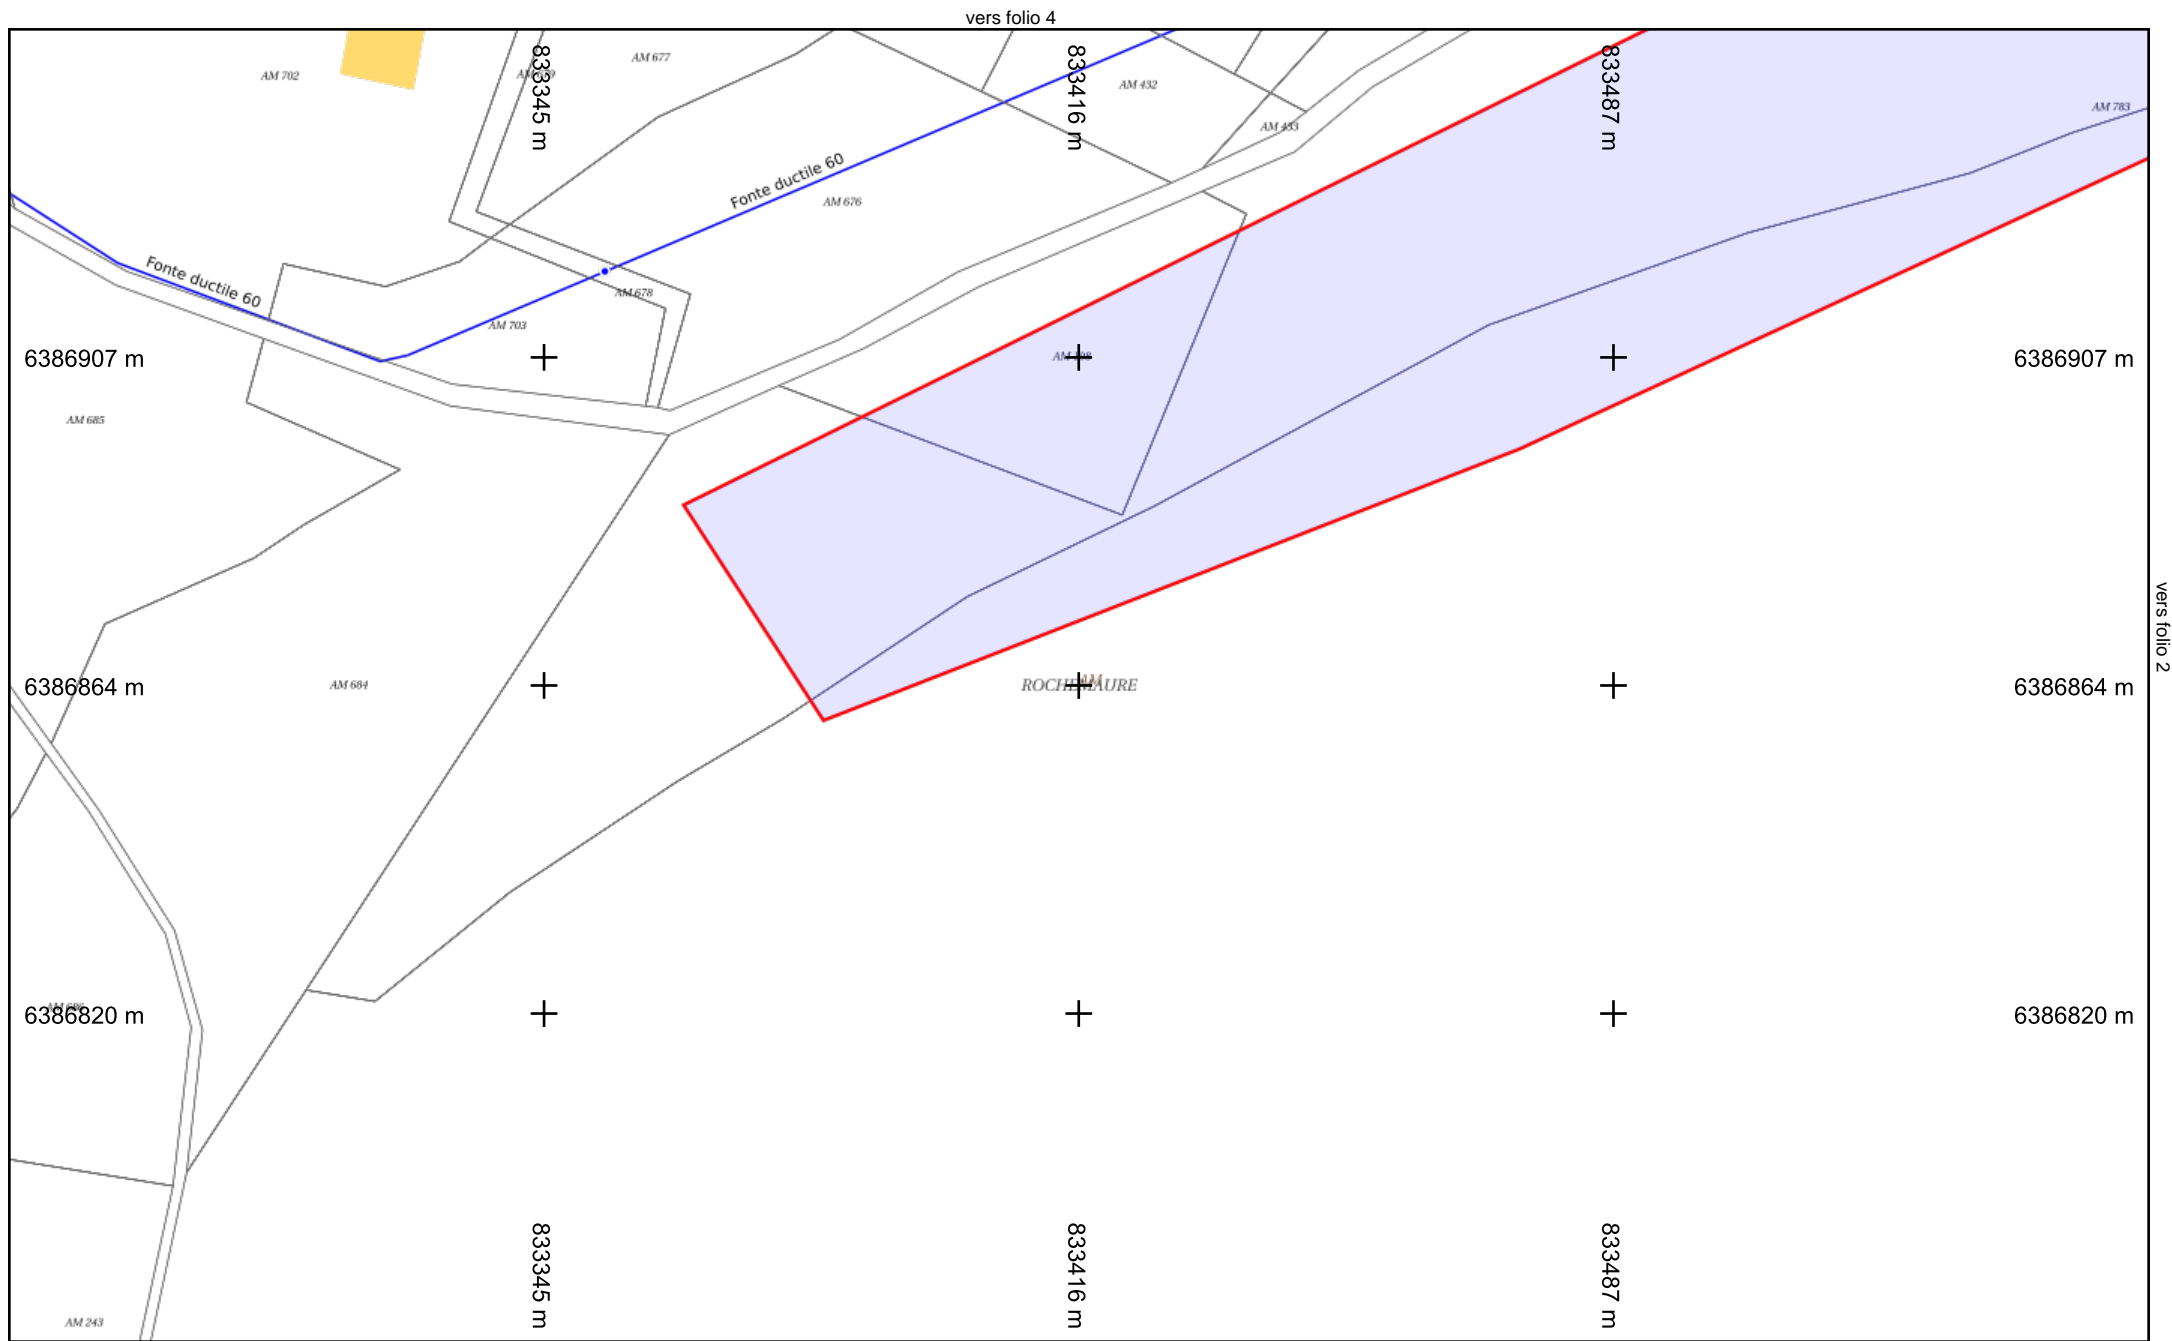 vers folio 4
833345 m
833416 m
833487 m
AM 677
AM 702
AM 432
AM 783
AM 433
Fonte ductile 60
AM 676
Fonte ductile 60
AM 678
AM 703
6386907 m
6386907 m
AM 685
vers folio 2
6386864 m
AM 684
ROCHEMAURE
AM
6386864 m
6386820 m
6386820 m
833345 m
833416 m
833487 m
AM 243